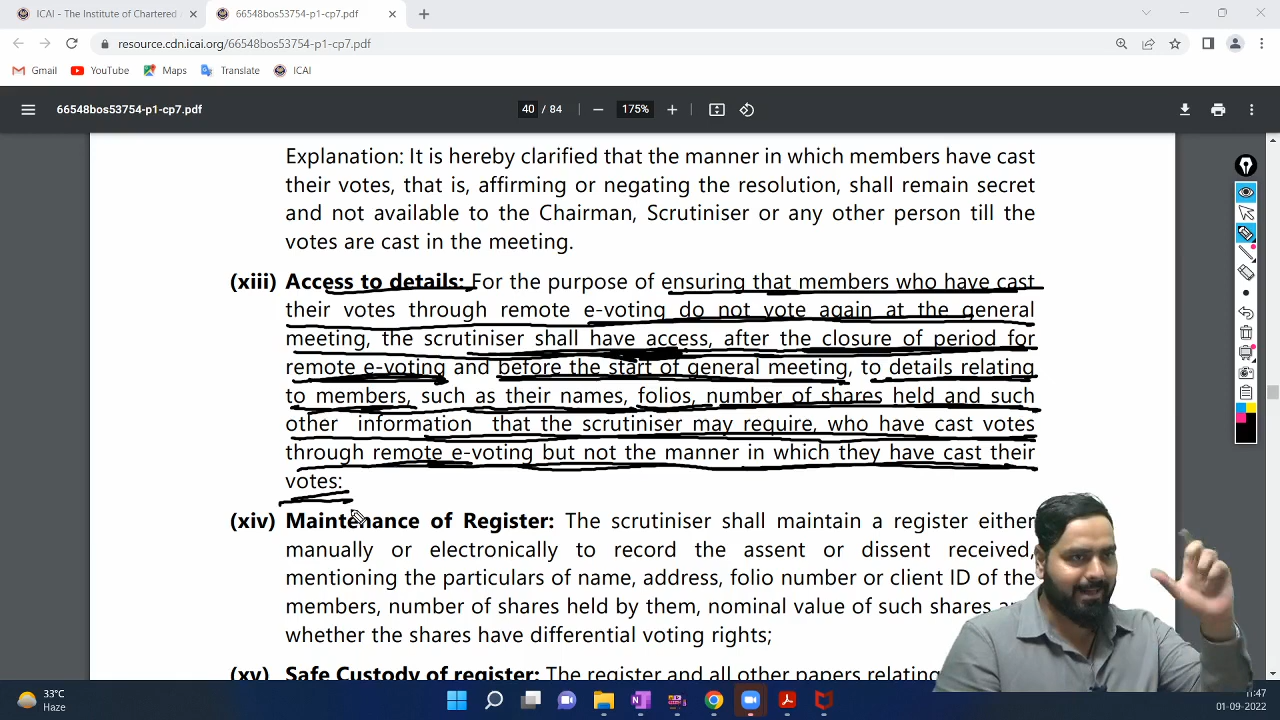 ICAI - The Institute of Chartered
66548bos53754-p1-cp7.pdf
resource.cdn.icai.org/66548bos53754-p1-cp7.pdf
Gmail YouTube Maps Translate ICAI
66548bos53754-p1-cp7.pdf 40 / 84 175%
Explanation: It is hereby clarified that the manner in which members have cast
their votes, that is, affirming or negating the resolution, shall remain secret
and not available to the Chairman, Scrutiniser or any other person till the
votes are cast in the meeting.
(xiii) Access to details: For the purpose of ensuring that members who have cast
their votes through remote e-voting do not vote again at the general
meeting, the scrutiniser shall have access, after the closure of period for
remote e-voting and before the start of general meeting, to details relating
to members, such as their names, folios, number of shares held and such
other information that the scrutiniser may require, who have cast votes
through remote e-voting but not the manner in which they have cast their
votes:
(xiv) Maintenance of Register: The scrutiniser shall maintain a register either
manually or electronically to record the assent or dissent received,
mentioning the particulars of name, address, folio number or client ID of the
members, number of shares held by them, nominal value of such shares
whether the shares have differential voting rights;
(xv) Safe Custody of register: The register and all other papers relating
33°C
Haze
11:47
01-09-2022